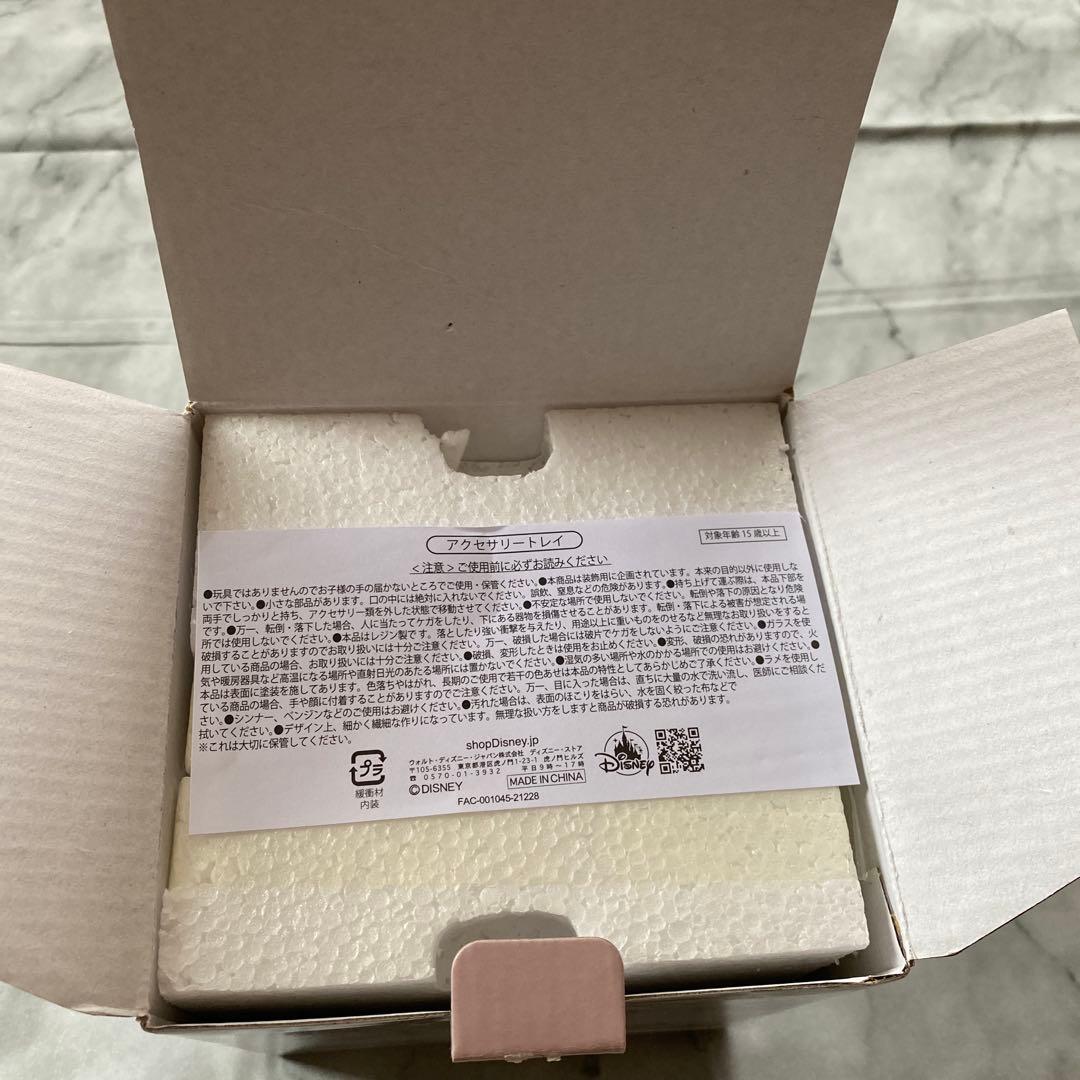 アクセサリートレイ
対象年齢 15 歳以上
<注意>ご使用前に必ずお読みください
●玩具ではありませんのでお子様の手の届かないところでご使用・保管ください。●本商品は装飾用に企画されています。本来の目的以外に使用しな
いで下さい。●小さな部品があります。口の中には絶対に入れないでください。誤飲、窒息などの危険があります。●持ち上げて運ぶ際は、本品下部を
両手でしっかりと持ち、アクセサリー類を外した状態で移動させてください。●不安定な場所で使用しないでください。転倒や落下の原因となり危険
です。●万一、転倒・落下した場合、人に当たってケガをしたり、下にある器物を損傷させることがあります。転倒・落下による被害が想定される場
所では使用しないでください。●本品はレジン製です。落としたり強い衝撃を与えたり、用途以上に重いものをのせるなど無理なお取り扱いをすると
破損することがありますのでお取り扱いには十分ご注意ください。万一、破損した場合には破片でケガをしないようにご注意ください。●ガラスを使
用している商品の場合、お取り扱いには十分ご注意ください。●破損、変形したときは使用をお止めください。●変形、破損の恐れがありますので、火
気や暖房器具など高温になる場所や直射日光のあたる場所には置かないでください。●湿気の多い場所や水のかかる場所での使用はお避けください。●
本品は表面に塗装を施してあります。色落ちやはがれ、長期のご使用で若干の色あせは本品の特性としてあらかじめご了承ください。●ラメを使用し
ている商品の場合、手や顔に付着することがありますのでご注意ください。万一、目に入った場合は、直ちに大量の水で洗い流し、医師にご相談くだ
さい。●シンナー、ベンジンなどのご使用はお避けください。●汚れた場合は、表面のほこりをはらい、水を固く絞った布などで
拭いてください。●デザイン上、細かく繊細な作りになっています。無理な扱い方をしますと破損する恐れがあります。
※これは大切に保管してください。
プラ
緩衝材
内装
shopDisney.jp
ウォルト・ディズニー・ジャパン株式会社 ディズニー・ストア
〒105-6355 東京都港区虎ノ門1-23-1 虎ノ門ヒルズ
☎ 0570-01-3932 平日9時〜17時
©DISNEY
MADE IN CHINA
FAC-001045-21228
Disney